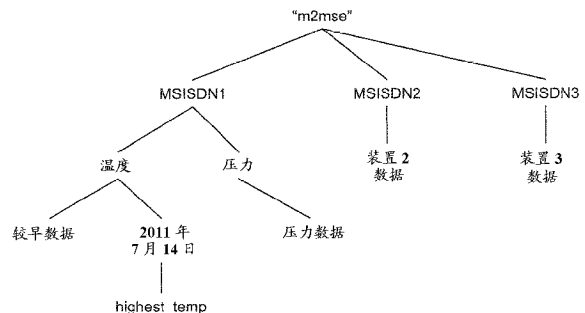 “m2mse”
MSISDN1
MSISDN2
MSISDN3
温度
压力
装置 2
数据
装置 3
数据
较早数据
2011 年
7 月 14 日
压力数据
highest temp